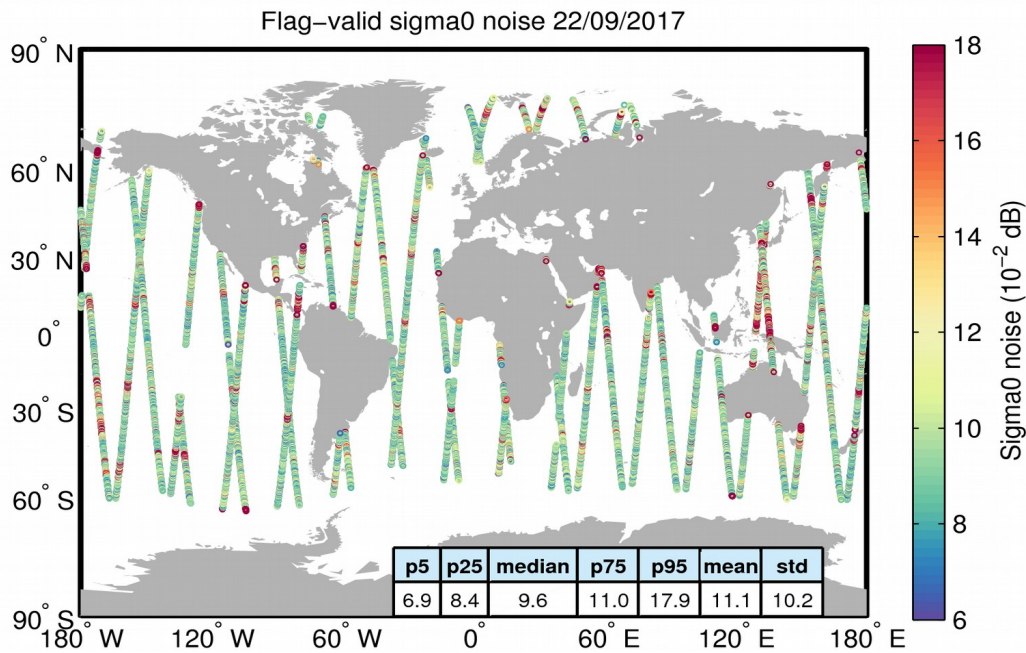 Flag−valid sigma0 noise 22/09/2017
90° N
60° N
30° N
0°
30° S
60° S
90° S
180° W
120° W
60° W
0°
60° E
120° E
180° E
p5 p25 median p75 p95 mean std
6.9 8.4 9.6 11.0 17.9 11.1 10.2
18
16
14
12
10
8
6
Sigma0 noise (10⁻² dB)